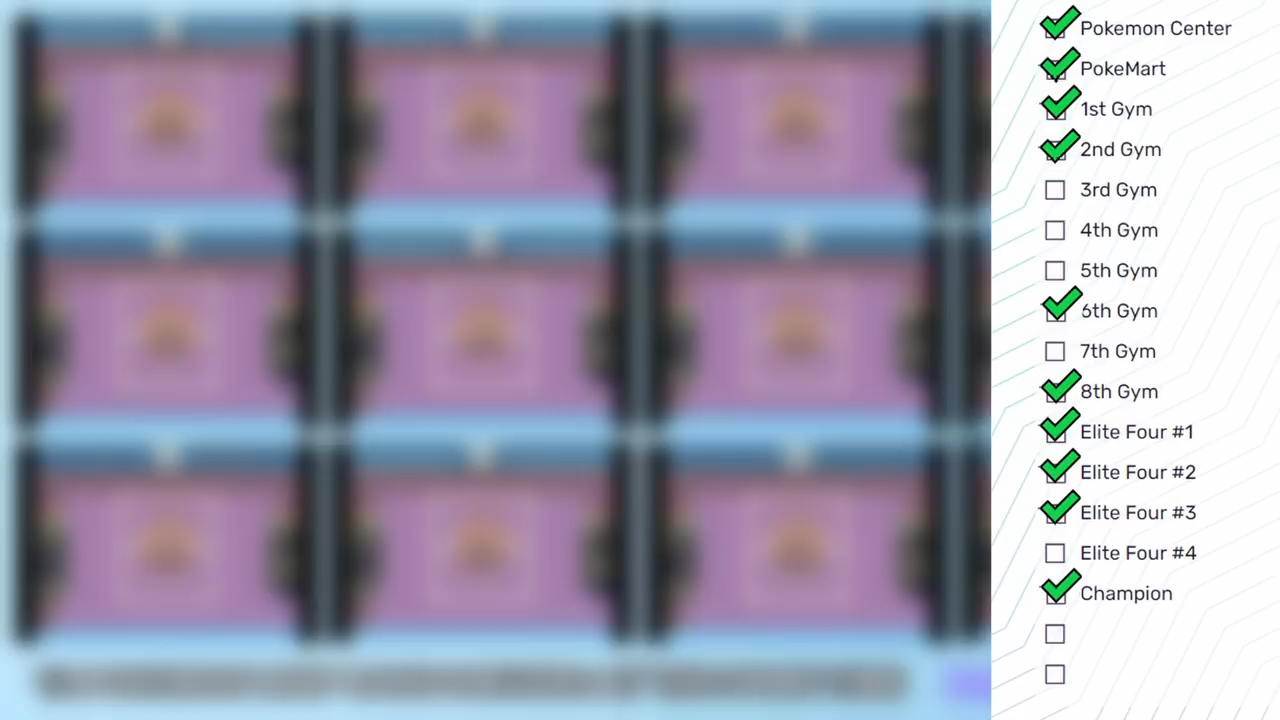 Pokemon Center
PokeMart
1st Gym
2nd Gym
3rd Gym
4th Gym
5th Gym
6th Gym
7th Gym
8th Gym
Elite Four #1
Elite Four #2
Elite Four #3
Elite Four #4
Champion